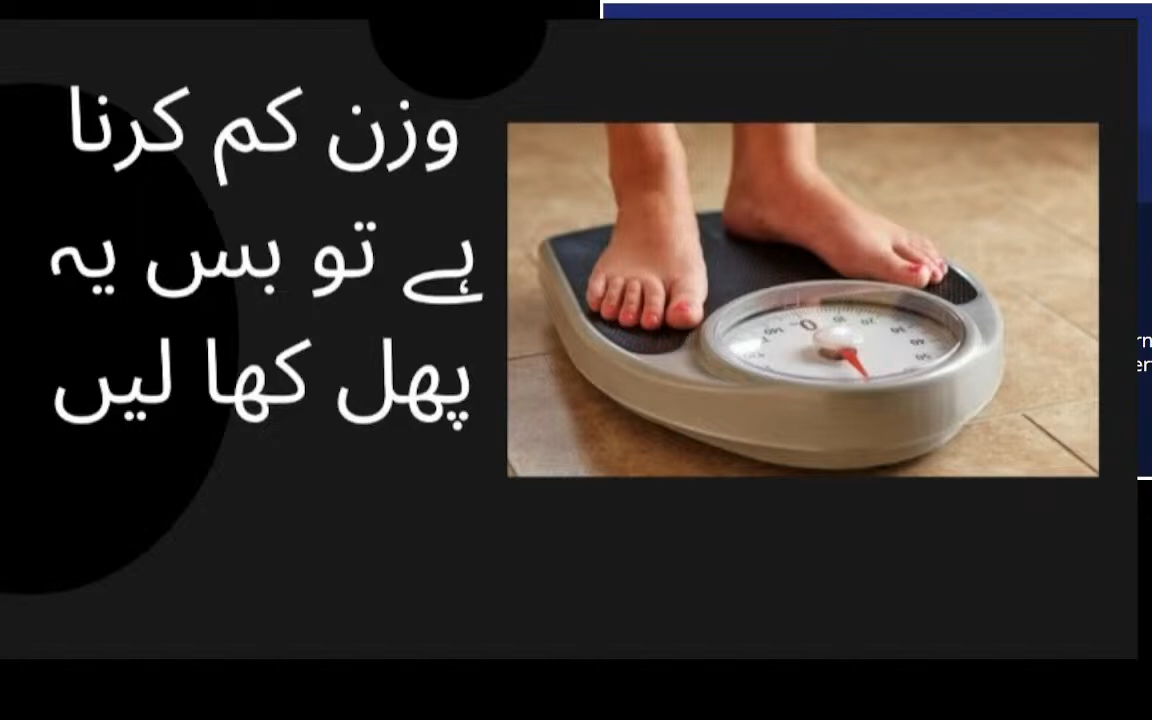 وزن کم کرنا
ہے تو بس یہ
پھل کھا لیں